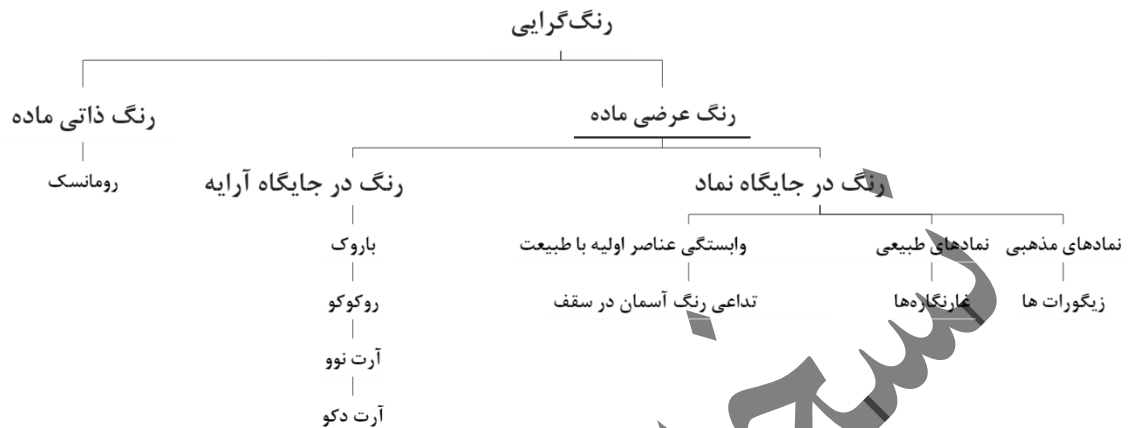 رنگ‌گرایی
رنگ عرضی ماده
رنگ ذاتی ماده
رنگ در جایگاه نماد
رنگ در جایگاه آرایه
رومانسک
نمادهای مذهبی
نمادهای طبیعی
وابستگی عناصر اولیه با طبیعت
باروک
زیگورات ها
غارنگاره‌ها
تداعی رنگ آسمان در سقف
روکوکو
آرت نوو
آرت دکو